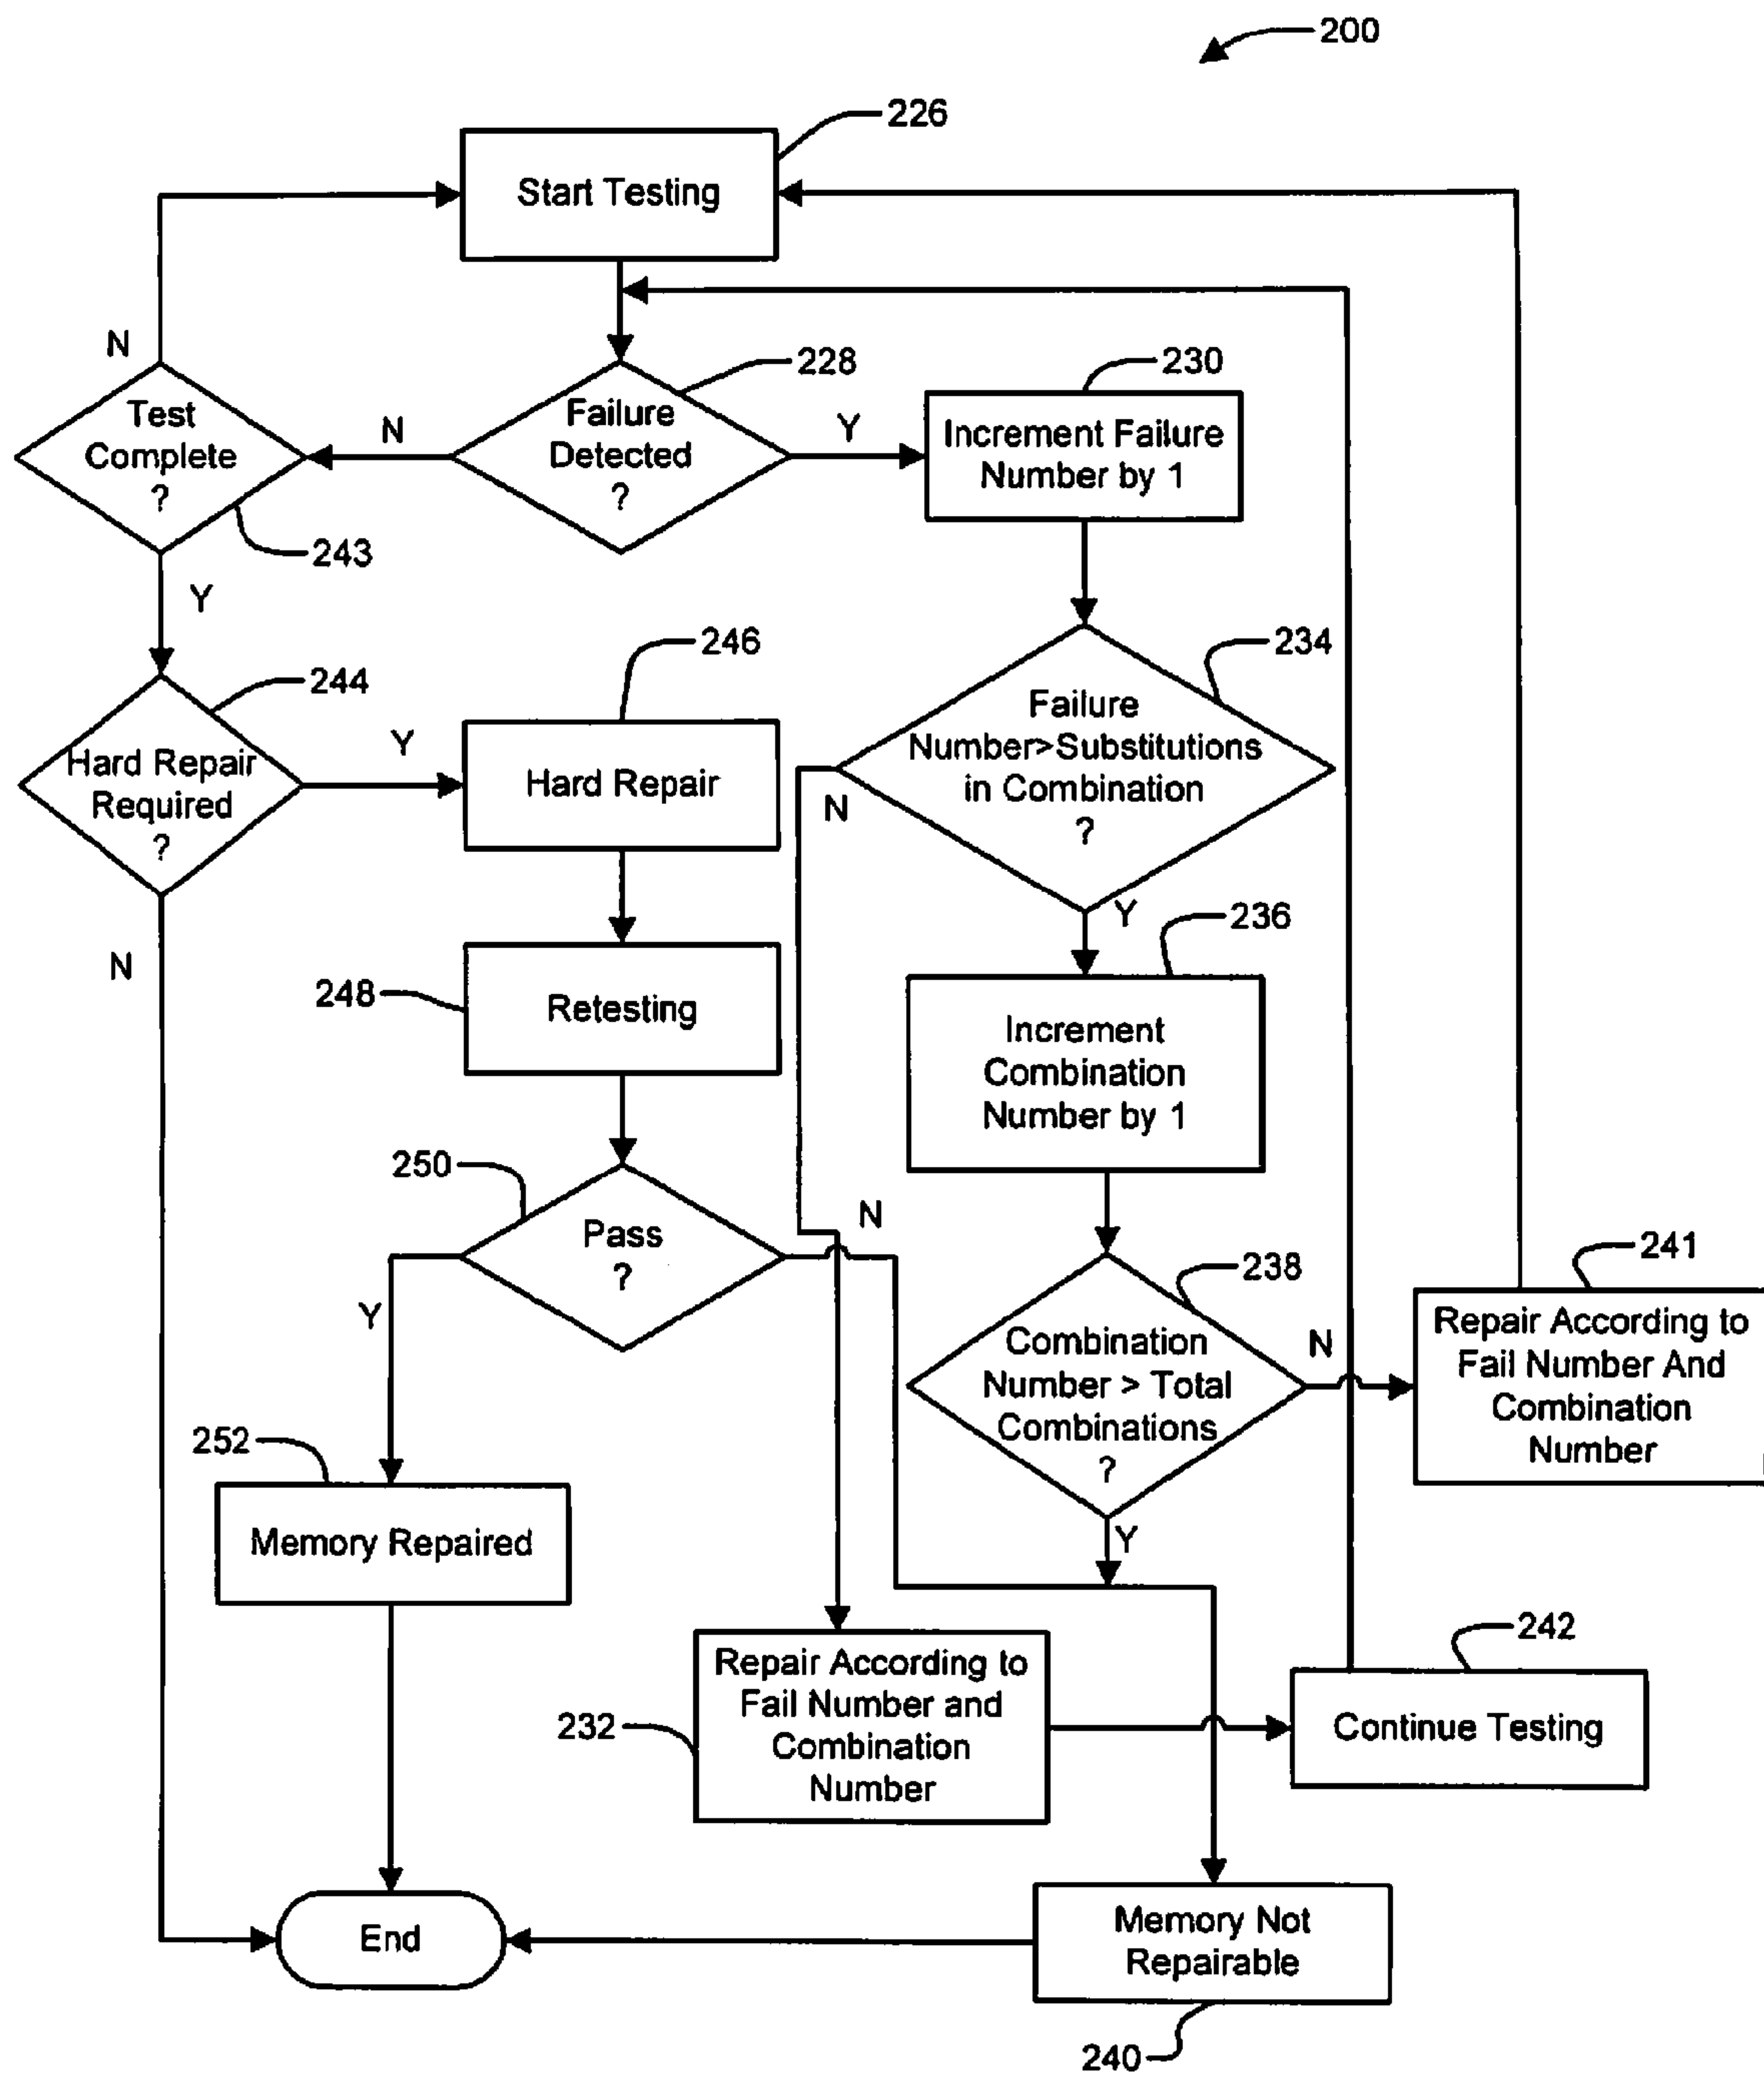 200
226
Start Testing
N
228
230
Test
Complete
?
N
Failure
Detected
?
Y
Increment Failure
Number by 1
243
Y
244
246
234
Hard Repair
Required
?
Y
Hard Repair
Failure
Number>Substitutions
in Combination
?
N
Y
236
N
248
Retesting
Increment
Combination
Number by 1
250
Pass
?
N
Y
238
241
Combination
Number > Total
Combinations
?
N
Repair According to
Fail Number And
Combination
Number
252
Memory Repaired
Y
242
232
Repair According to
Fail Number and
Combination
Number
Continue Testing
End
Memory Not
Repairable
240